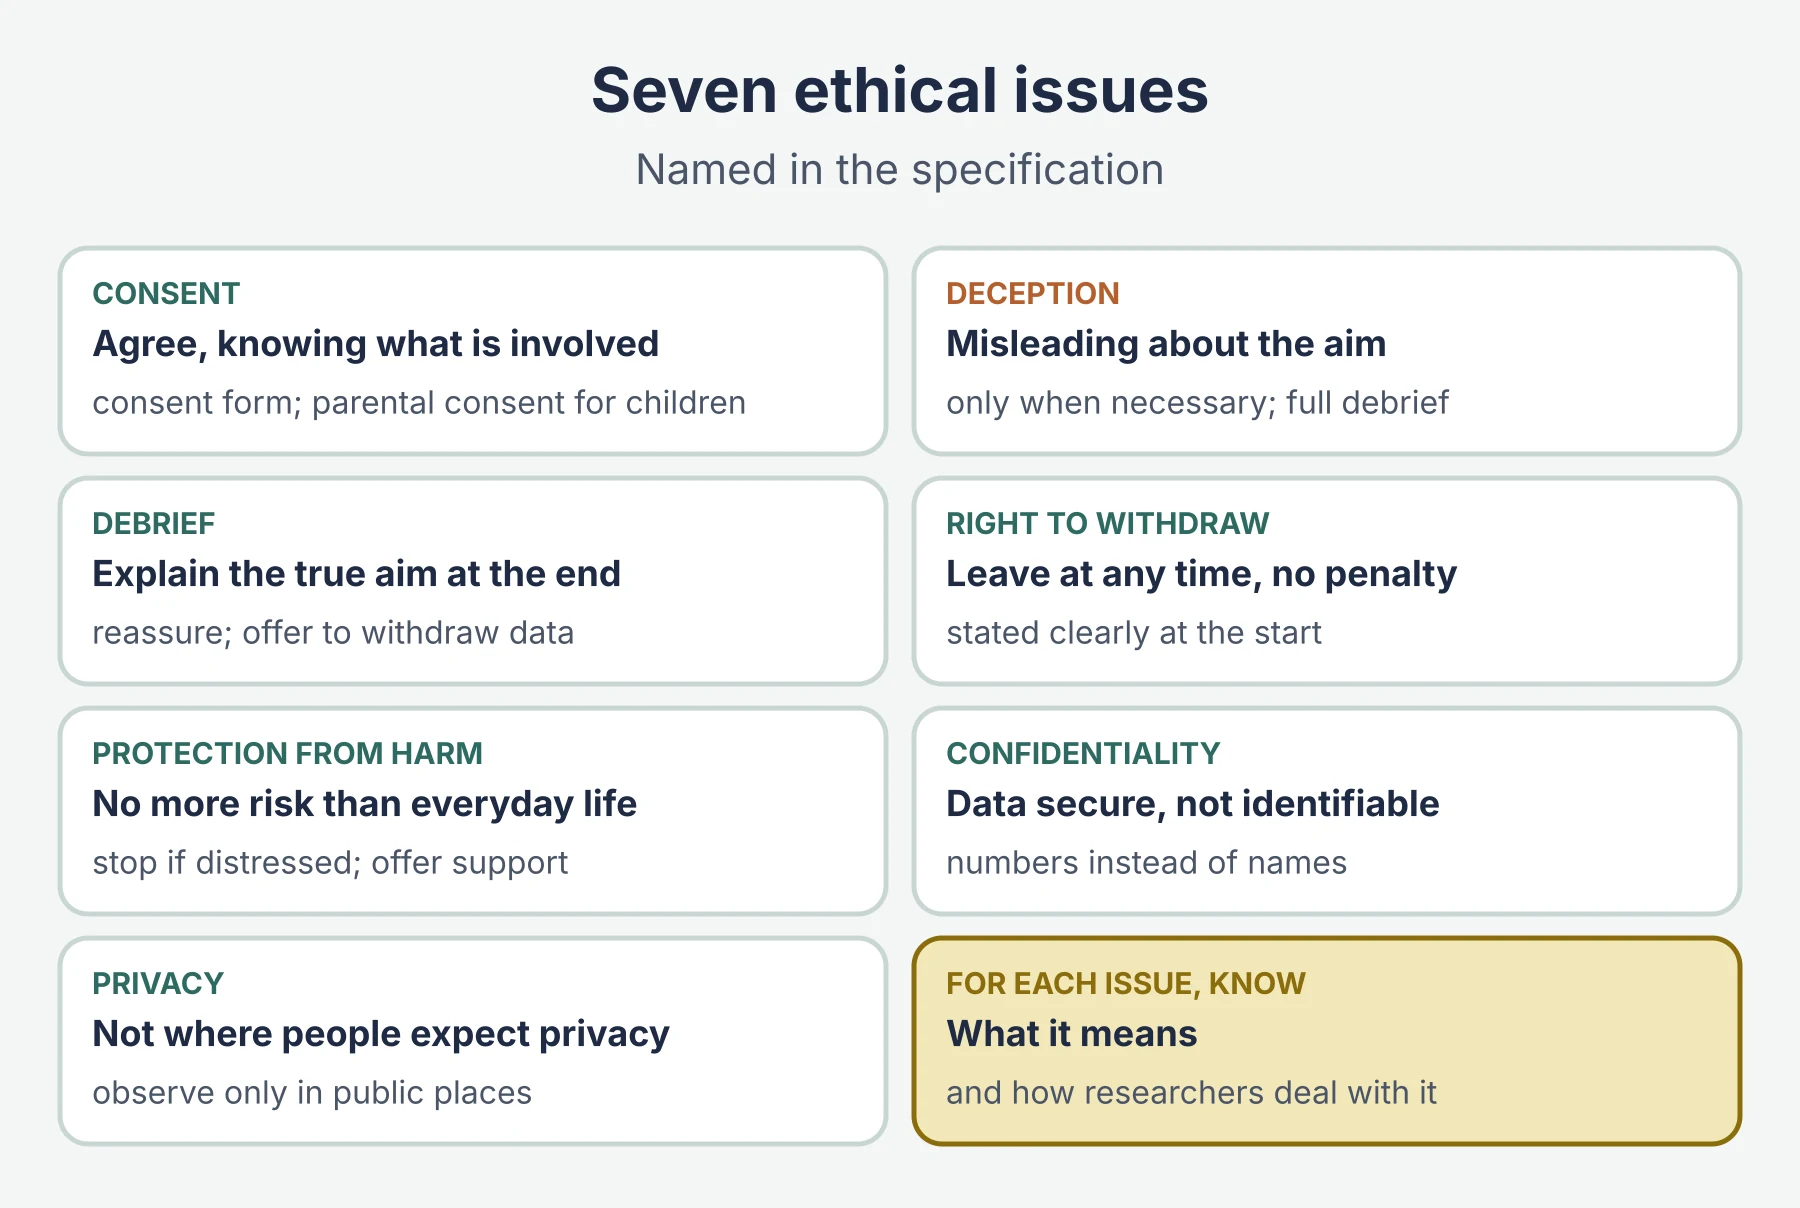 Seven ethical issues
Named in the specification
CONSENT
Agree, knowing what is involved
consent form; parental consent for children
DECEPTION
Misleading about the aim
only when necessary; full debrief
DEBRIEF
Explain the true aim at the end
reassure; offer to withdraw data
RIGHT TO WITHDRAW
Leave at any time, no penalty
stated clearly at the start
PROTECTION FROM HARM
No more risk than everyday life
stop if distressed; offer support
CONFIDENTIALITY
Data secure, not identifiable
numbers instead of names
PRIVACY
Not where people expect privacy
observe only in public places
FOR EACH ISSUE, KNOW
What it means
and how researchers deal with it